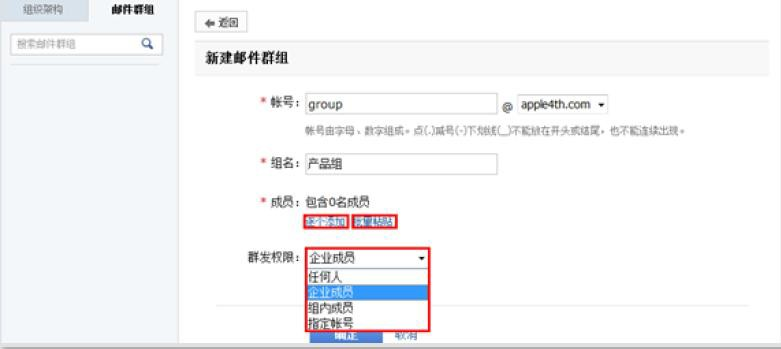 组织架构 邮件群组
搜索邮件群组
返回
新建邮件群组
* 帐号： group @ apple4th.com
帐号由字母、数字组成。点(.)减号(-)下划线(_)不能放在开头或结尾，也不能连续出现。
* 组名： 产品组
* 成员： 包含0名成员
逐个添加 批量粘贴
群发权限： 企业成员
任何人
企业成员
组内成员
指定帐号
确定 取消